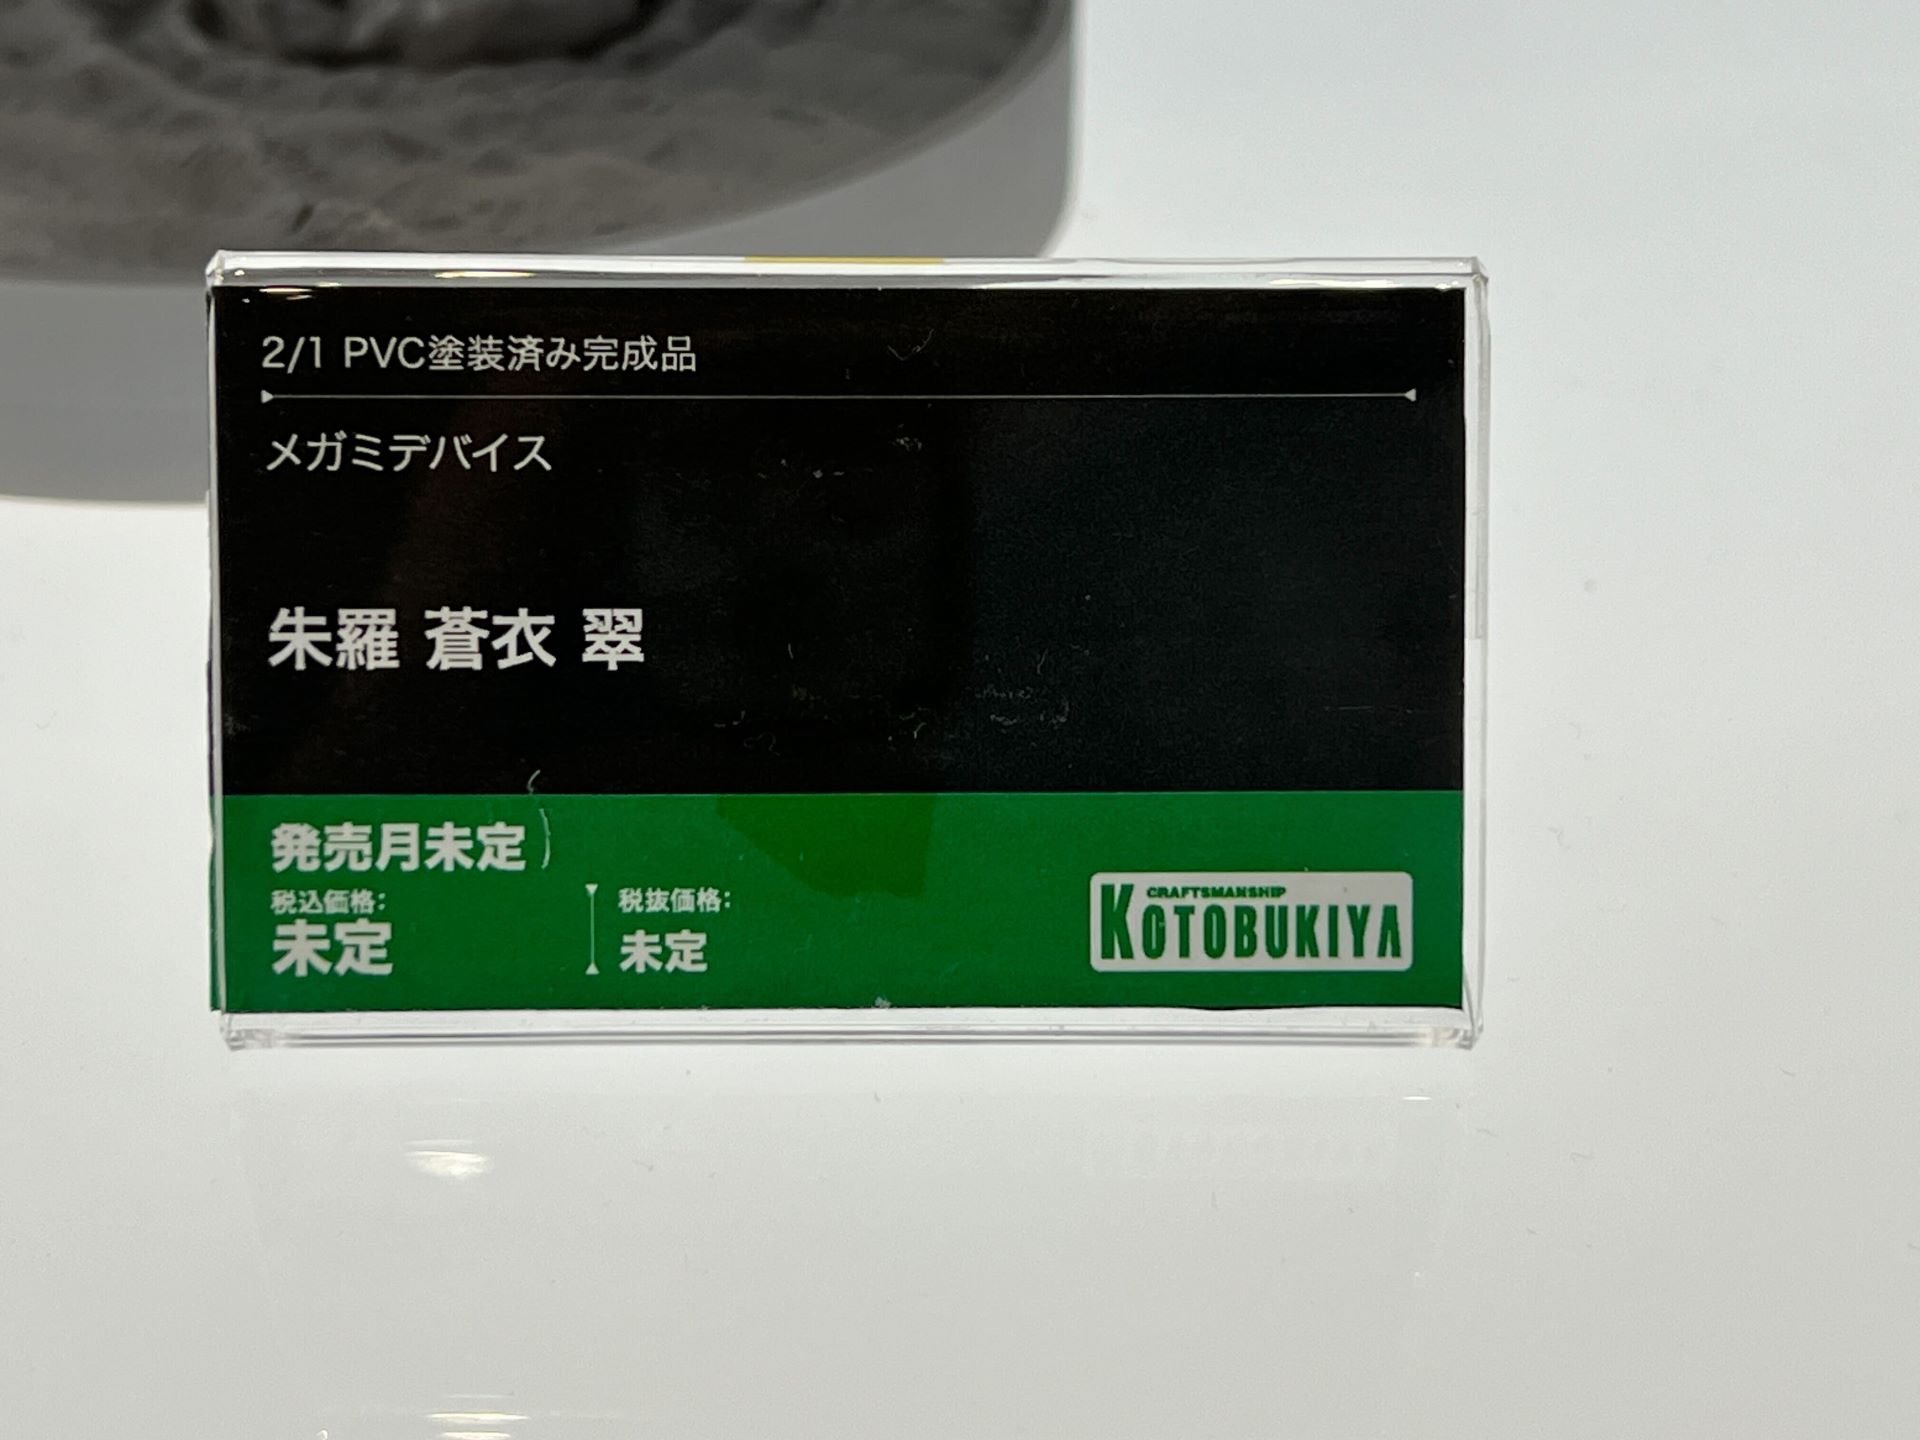 2/1 PVC塗装済み完成品
メガミデバイス
朱羅 蒼衣 翠
発売月未定
税込価格:
未定
税抜価格:
未定
CRAFTSMANSHIP
KOTOBUKIYA